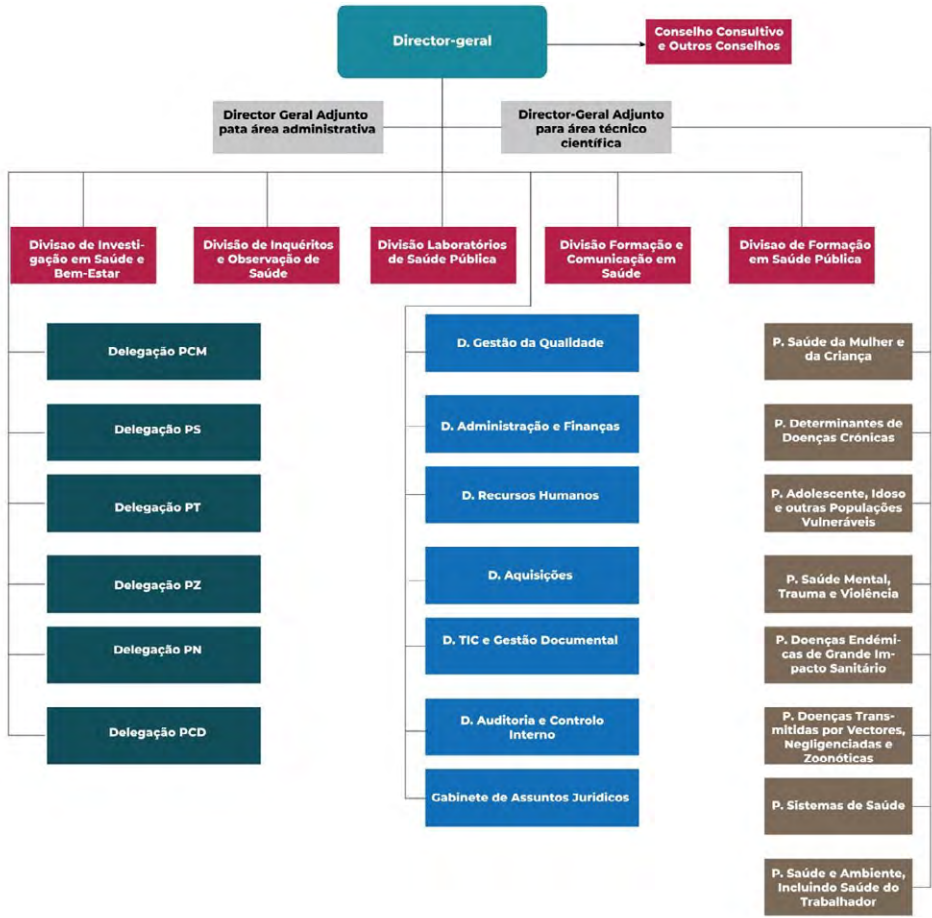 Director-geral
Conselho Consultivo
e Outros Conselhos
Director Geral Adjunto
pata área administrativa
Director-Geral Adjunto
para área técnico
científica
Divisao de Investi-
gação em Saúde e
Bem-Estar
Divisão de Inquéritos
e Observação de
Saúde
Divisão Laboratórios
de Saúde Pública
Divisão Formação e
Comunicação em
Saúde
Divisao de Formação
em Saúde Pública
Delegação PCM
Delegação PS
Delegação PT
Delegação PZ
Delegação PN
Delegação PCD
D. Gestão da Qualidade
D. Administração e Finanças
D. Recursos Humanos
D. Aquisições
D. TIC e Gestão Documental
D. Auditoria e Controlo
Interno
Gabinete de Assuntos Jurídicos
P. Saúde da Mulher e
da Criança
P. Determinantes de
Doenças Crónicas
P. Adolescente, Idoso
e outras Populações
Vulneráveis
P. Saúde Mental,
Trauma e Violência
P. Doenças Endémi-
cas de Grande Im-
pacto Sanitário
P. Doenças Trans-
mitidas por Vectores,
Negligenciadas e
Zoonóticas
P. Sistemas de Saúde
P. Saúde e Ambiente,
Incluindo Saúde do
Trabalhador